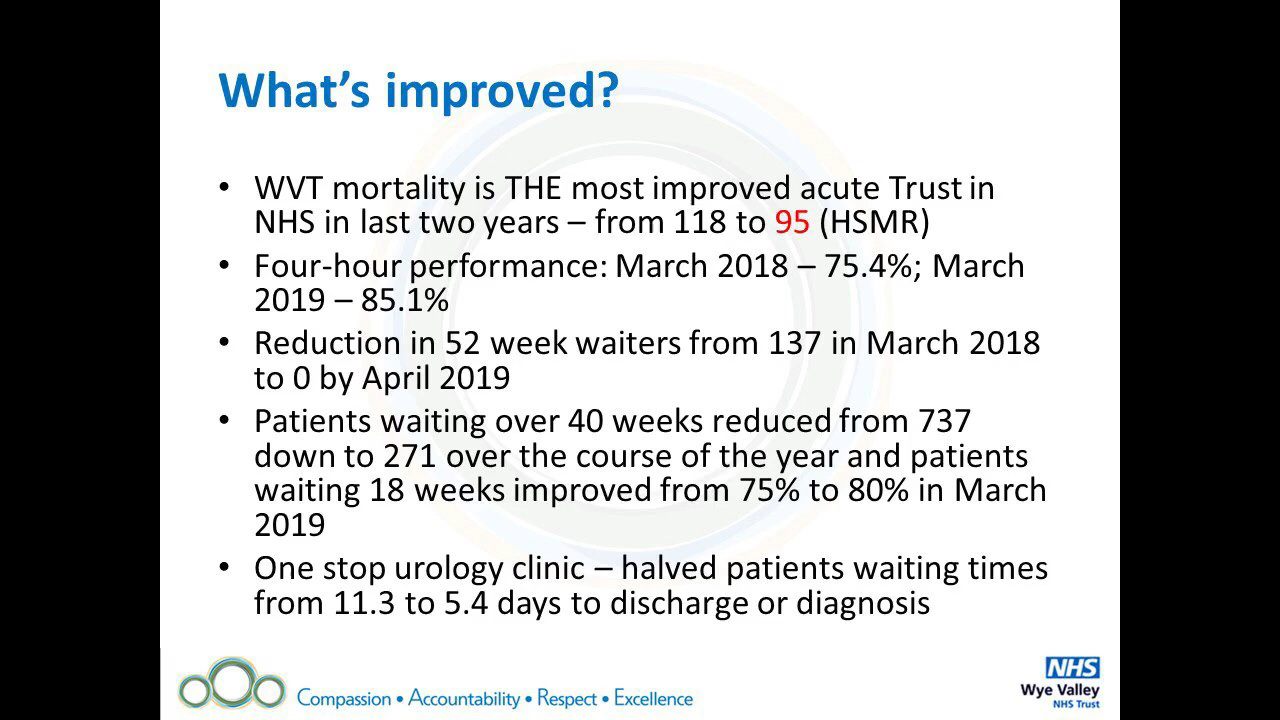 What’s improved?
• WVT mortality is THE most improved acute Trust in
NHS in last two years – from 118 to 95 (HSMR)
• Four-hour performance: March 2018 – 75.4%; March
2019 – 85.1%
• Reduction in 52 week waiters from 137 in March 2018
to 0 by April 2019
• Patients waiting over 40 weeks reduced from 737
down to 271 over the course of the year and patients
waiting 18 weeks improved from 75% to 80% in March
2019
• One stop urology clinic – halved patients waiting times
from 11.3 to 5.4 days to discharge or diagnosis
Compassion • Accountability • Respect • Excellence
NHS
Wye Valley
NHS Trust